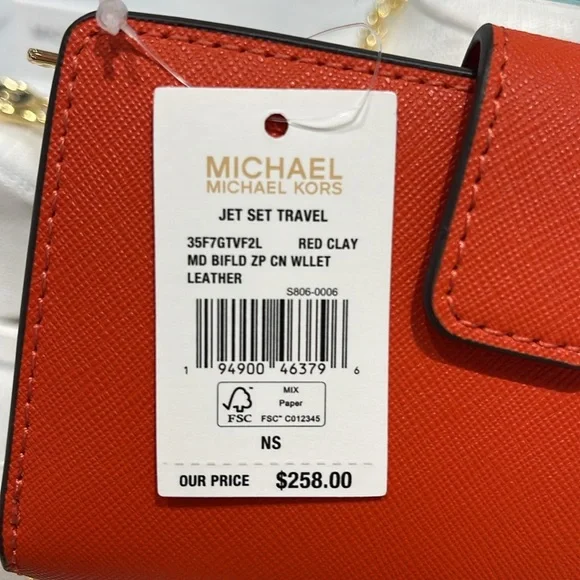 MICHAEL
MICHAEL KORS
JET SET TRAVEL
35F7GTVF2L RED CLAY
MD BIFLD ZP CN WLLET
LEATHER
S806-0006
1 94900 46379 6
FSC
MIX
Paper
FSC™ C012345
NS
OUR PRICE $258.00